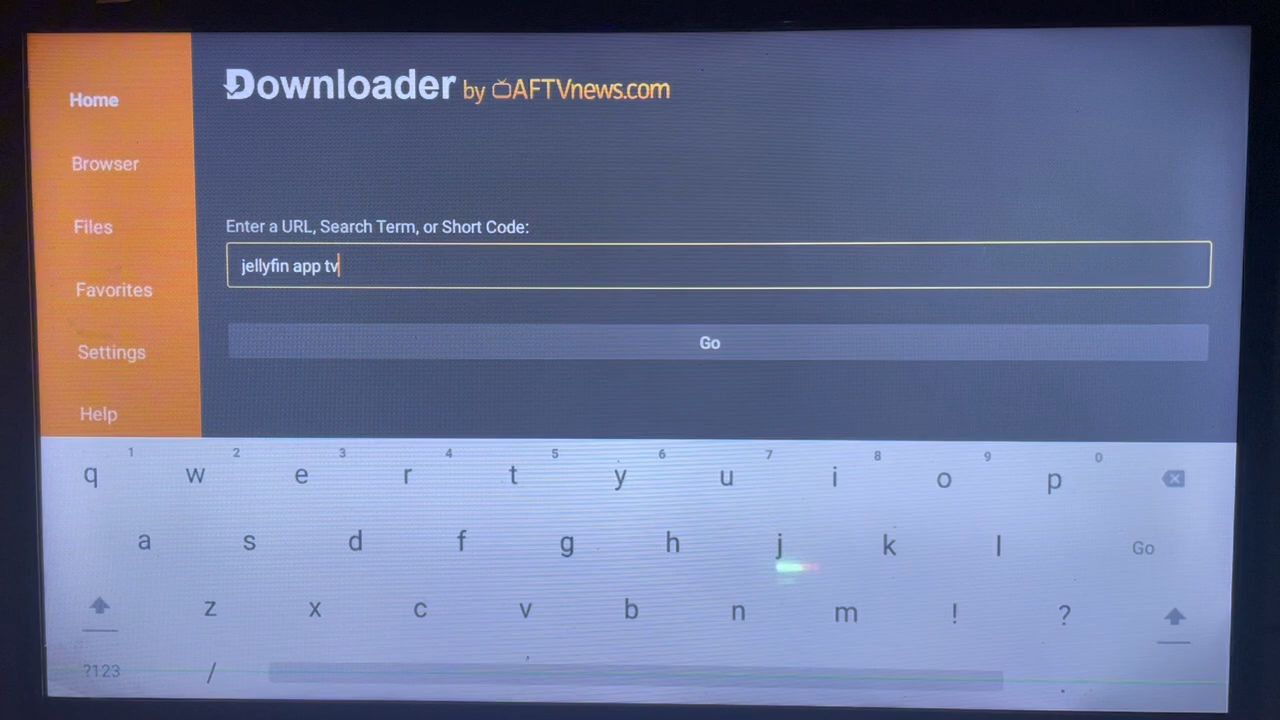 Downloader by AFTVnews.com
Home
Browser
Files
Favorites
Settings
Help
Enter a URL, Search Term, or Short Code:
jellyfin app tv
Go
1 2 3 4 5 6 7 8 9 0
q w e r t y u i o p
a s d f g h j k l Go
z x c v b n m ! ?
?123 / .